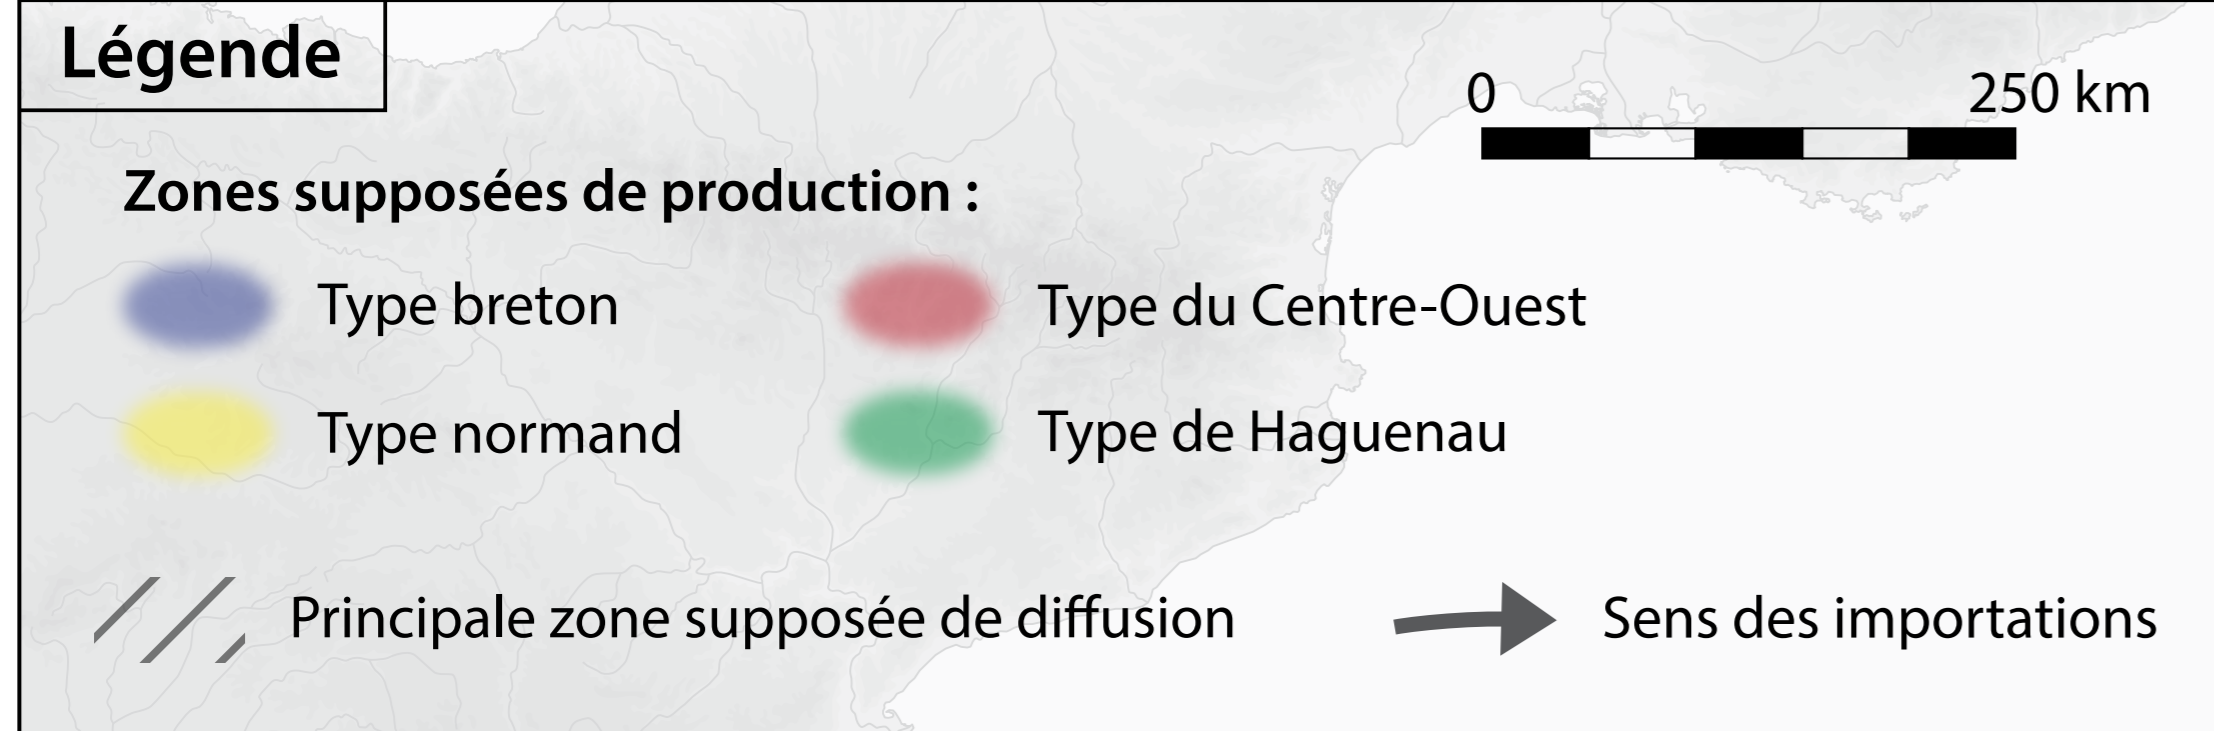 Légende
0 250 km
Zones supposées de production :
Type breton
Type du Centre-Ouest
Type normand
Type de Haguenau
Principale zone supposée de diffusion
Sens des importations